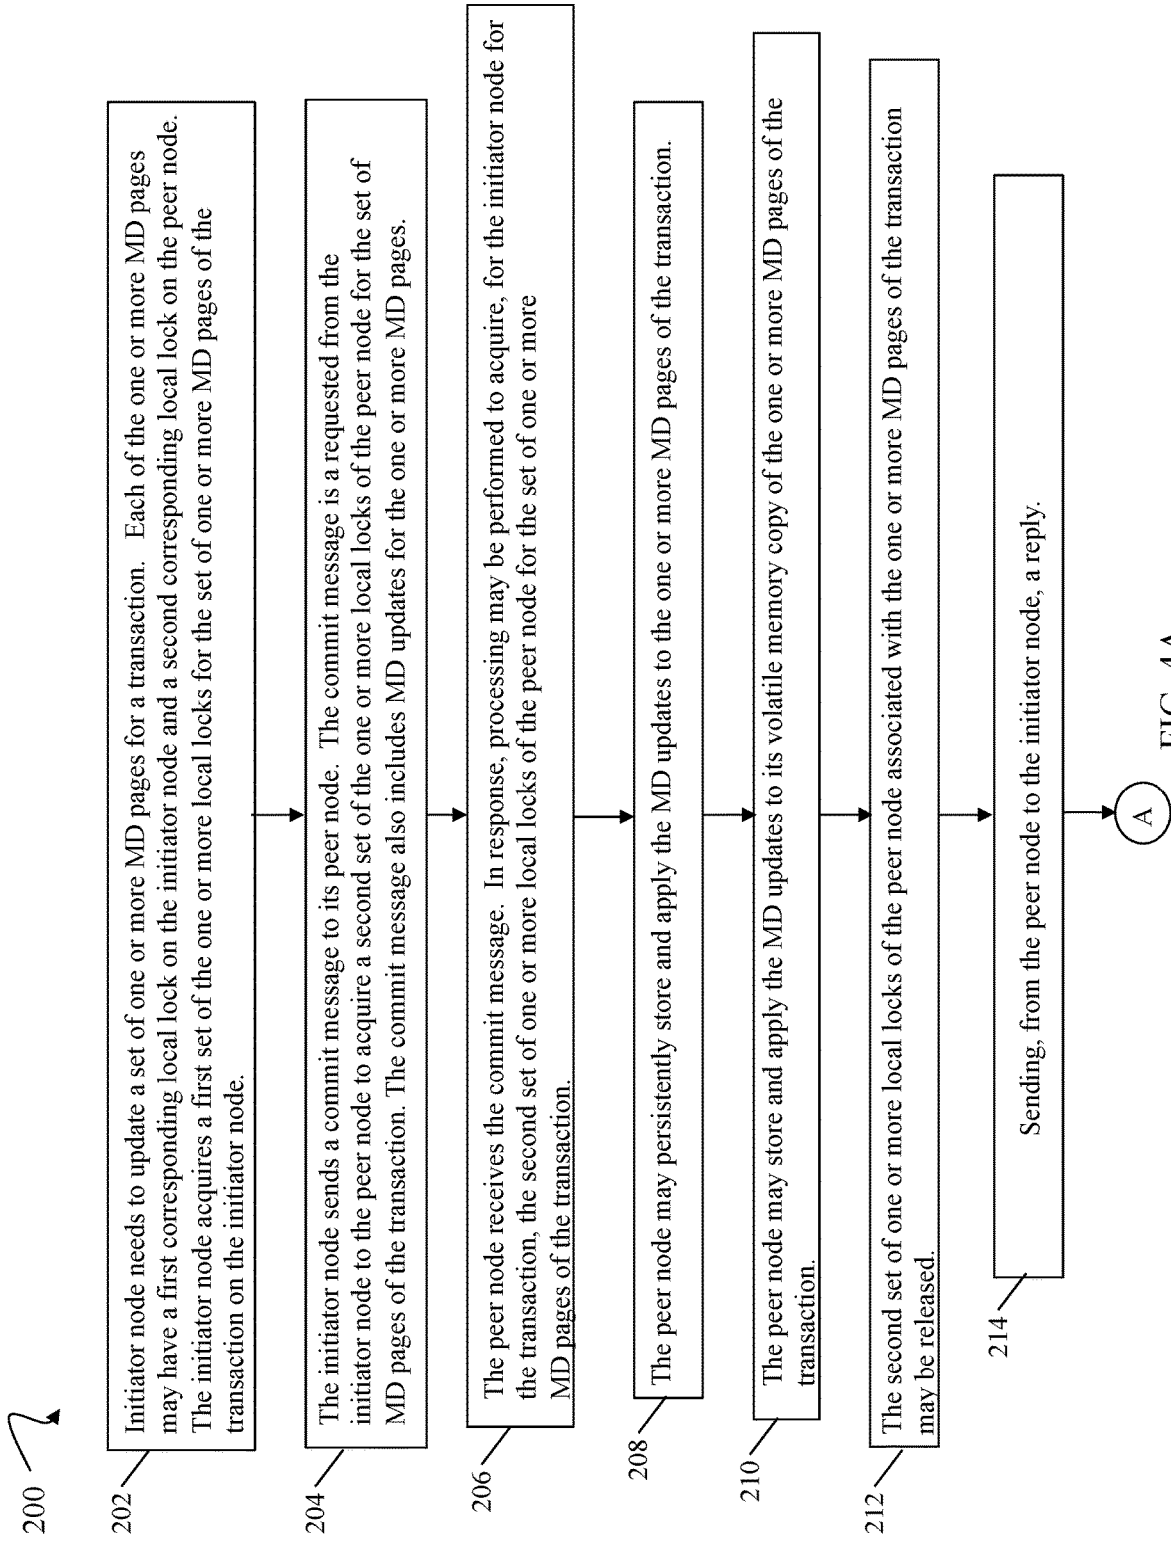 200
202
Initiator node needs to update a set of one or more MD pages for a transaction. Each of the one or more MD pages
may have a first corresponding local lock on the initiator node and a second corresponding local lock on the peer node.
The initiator node acquires a first set of the one or more local locks for the set of one or more MD pages of the
transaction on the initiator node.
204
The initiator node sends a commit message to its peer node. The commit message is a requested from the
initiator node to the peer node to acquire a second set of the one or more local locks of the peer node for the set of
MD pages of the transaction. The commit message also includes MD updates for the one or more MD pages.
206
The peer node receives the commit message. In response, processing may be performed to acquire, for the initiator node for
the transaction, the second set of one or more local locks of the peer node for the set of one or more
MD pages of the transaction.
208
The peer node may persistently store and apply the MD updates to the one or more MD pages of the transaction.
210
The peer node may store and apply the MD updates to its volatile memory copy of the one or more MD pages of the
transaction.
212
The second set of one or more local locks of the peer node associated with the one or more MD pages of the transaction
may be released.
214
Sending, from the peer node to the initiator node, a reply.
A
FIG. 4A